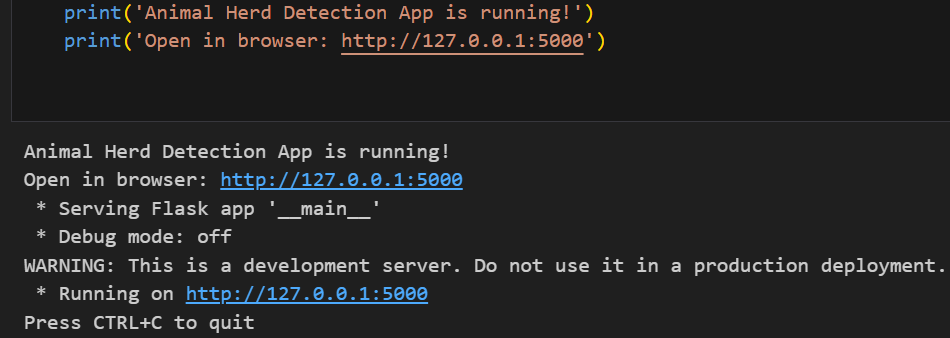 print('Animal Herd Detection App is running!')
print('Open in browser: http://127.0.0.1:5000')
Animal Herd Detection App is running!
Open in browser: http://127.0.0.1:5000
 * Serving Flask app '__main__'
 * Debug mode: off
WARNING: This is a development server. Do not use it in a production deployment.
 * Running on http://127.0.0.1:5000
Press CTRL+C to quit